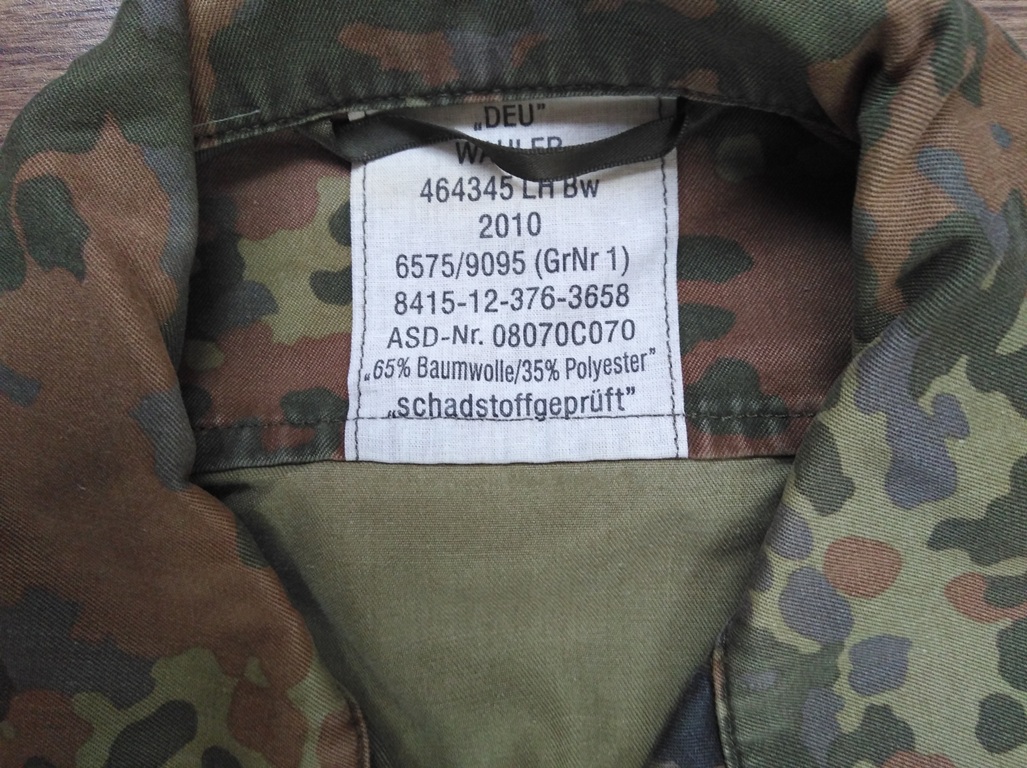 „DEU”
WAHLER
464345 LH Bw
2010
6575/9095 (GrNr 1)
8415-12-376-3658
ASD-Nr. 08070C070
„65% Baumwolle/35% Polyester”
„schadstoffgeprüft”